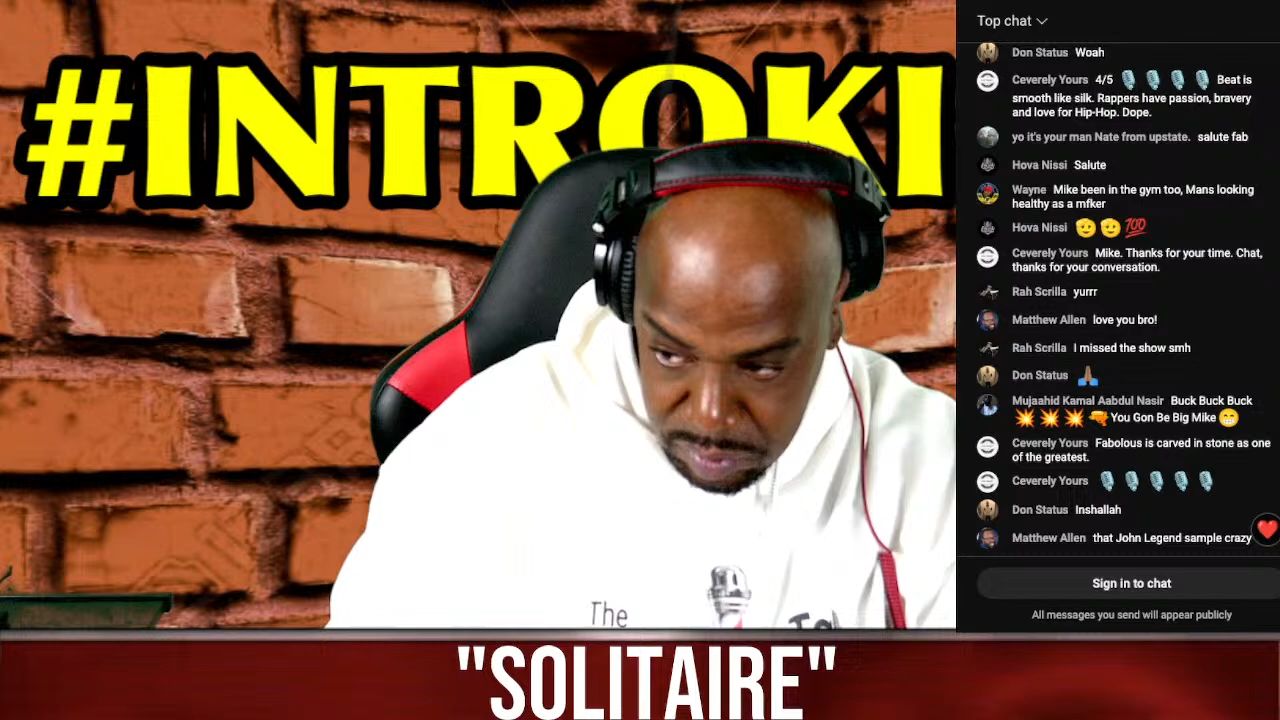 #INTROKI
The
"SOLITAIRE"
Top chat
Don Status Woah
Ceverely Yours 4/5 🎙️ 🎙️ 🎙️ 🎙️ Beat is
smooth like silk. Rappers have passion, bravery
and love for Hip-Hop. Dope.
yo it's your man Nate from upstate. salute fab
Hova Nissi Salute
Wayne Mike been in the gym too, Mans looking
healthy as a mfker
Hova Nissi 🫡 🫡 💯
Ceverely Yours Mike. Thanks for your time. Chat,
thanks for your conversation.
Rah Scrilla yurrr
Matthew Allen love you bro!
Rah Scrilla I missed the show smh
Don Status 🙏🏾
Mujaahid Kamal Aabdul Nasir Buck Buck Buck
💥 💥 💥 🔫 You Gon Be Big Mike 😁
Ceverely Yours Fabolous is carved in stone as one
of the greatest.
Ceverely Yours 🎙️ 🎙️ 🎙️ 🎙️ 🎙️
Don Status Inshallah
Matthew Allen that John Legend sample crazy
Sign in to chat
All messages you send will appear publicly